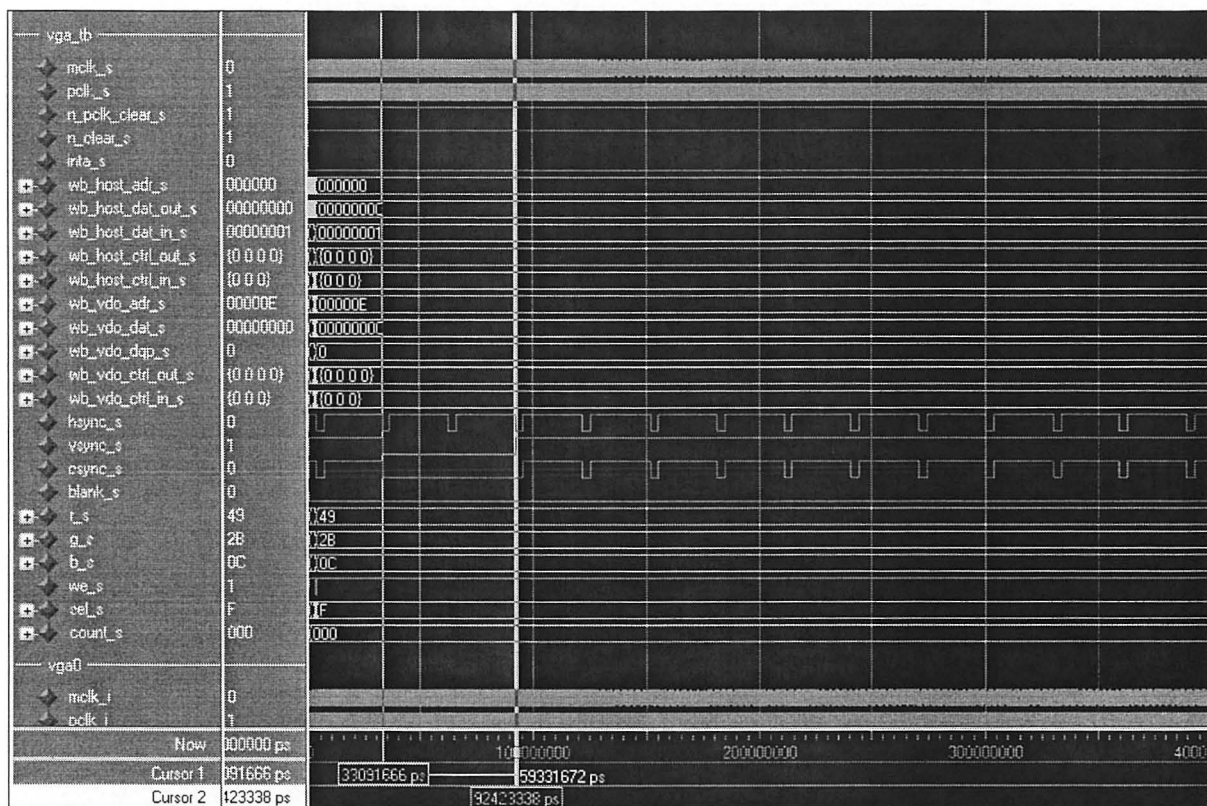 vga_tb
mclk_s 0
pclk_s 1
n_pclk_clear_s 1
n_clear_s 1
inta_s 0
wb_host_adr_s 000000 000000
wb_host_dat_out_s 00000000 00000000
wb_host_dat_in_s 00000001 00000001
wb_host_ctrl_out_s {0 0 0 0} {0 0 0 0}
wb_host_ctrl_in_s {0 0 0} {0 0 0}
wb_vdo_adr_s 00000E 00000E
wb_vdo_dat_s 00000000 00000000
wb_vdo_dqp_s 0 0
wb_vdo_ctrl_out_s {0 0 0 0} {0 0 0 0}
wb_vdo_ctrl_in_s {0 0 0} {0 0 0}
hsync_s 0
vsync_s 1
csync_s 0
blank_s 0
r_s 49 49
g_s 2B 2B
b_s 0C 0C
we_s 1
sel_s F F
count_s 000 000
vga0
mclk_i 0
pclk_i 1
Now 000000 ps 100000000 200000000 300000000 4000
Cursor 1 091666 ps 33091666 ps 59331672 ps
Cursor 2 423338 ps 92423338 ps